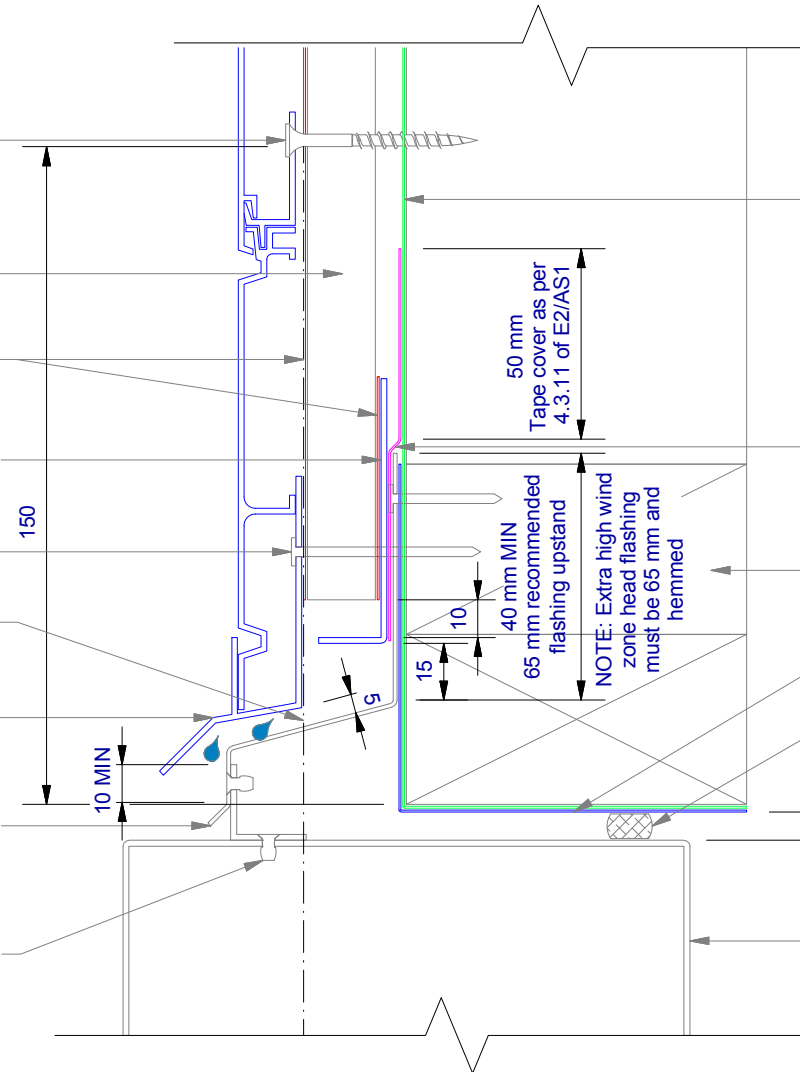 150
50 mm
Tape cover as per
4.3.11 of E2/AS1
40 mm MIN
65 mm recommended
flashing upstand
NOTE: Extra high wind
zone head flashing
must be 65 mm and
hemmed
10
15
5
10 MIN